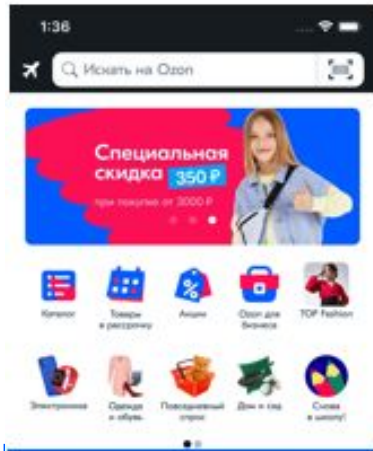 1:36
Искать на Ozon
Специальная
скидка 350 ₽
при покупке от 3000 ₽
Каталог
Товары
в рассрочку
Акции
Ozon для
бизнеса
TOP Fashion
Электроника
Одежда
и обувь
Повседневный
спрос
Дом и сад
Снова
в школу!